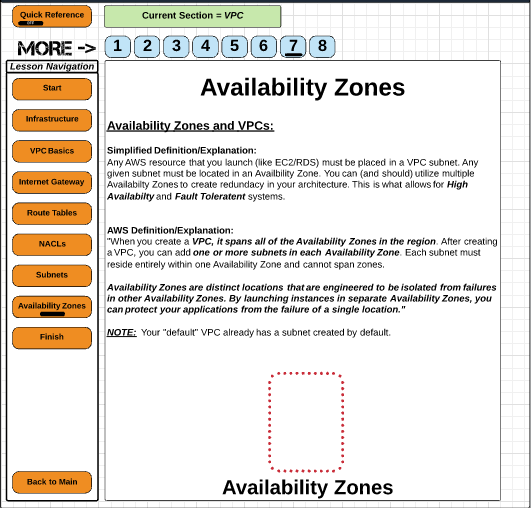 Quick Reference
Current Section = VPC
MORE ->
1 2 3 4 5 6 7 8
Lesson Navigation
Start
Infrastructure
VPC Basics
Internet Gateway
Route Tables
NACLs
Subnets
Availability Zones
Finish
Back to Main
Availability Zones
Availability Zones and VPCs:
Simplified Definition/Explanation:
Any AWS resource that you launch (like EC2/RDS) must be placed in a VPC subnet. Any
given subnet must be located in an Availbility Zone. You can (and should) utilize multiple
Availabilty Zones to create redundacy in your architecture. This is what allows for High
Availabilty and Fault Toleratent systems.
AWS Definition/Explanation:
"When you create a VPC, it spans all of the Availability Zones in the region. After creating
a VPC, you can add one or more subnets in each Availability Zone. Each subnet must
reside entirely within one Availability Zone and cannot span zones.
Availability Zones are distinct locations that are engineered to be isolated from failures
in other Availability Zones. By launching instances in separate Availability Zones, you
can protect your applications from the failure of a single location."
NOTE: Your "default" VPC already has a subnet created by default.
Availability Zones